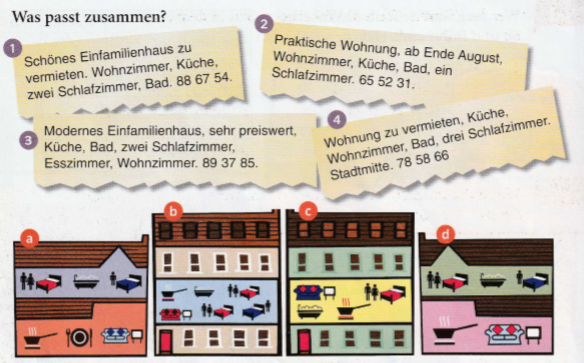 Was passt zusammen?
1
Schönes Einfamilienhaus zu
vermieten. Wohnzimmer, Küche,
zwei Schlafzimmer, Bad. 88 67 54.
2
Praktische Wohnung, ab Ende August,
Wohnzimmer, Küche, Bad, ein
Schlafzimmer. 65 52 31.
3
Modernes Einfamilienhaus, sehr preiswert,
Küche, Bad, zwei Schlafzimmer,
Esszimmer, Wohnzimmer. 89 37 85.
4
Wohnung zu vermieten, Küche,
Wohnzimmer, Bad, drei Schlafzimmer.
Stadtmitte. 78 58 66
a
b
c
d